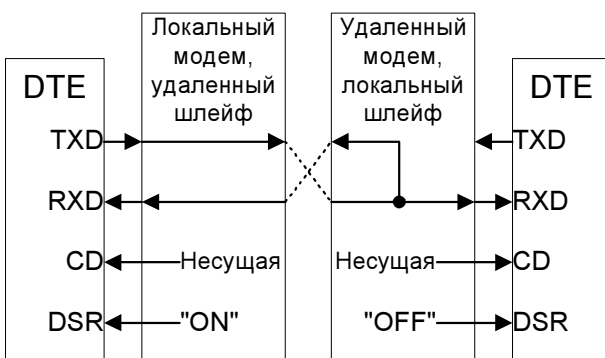 Локальный
модем,
удаленный
шлейф
Удаленный
модем,
локальный
шлейф
DTE
DTE
TXD
TXD
RXD
RXD
CD
Несущая
Несущая
CD
DSR
"ON"
"OFF"
DSR